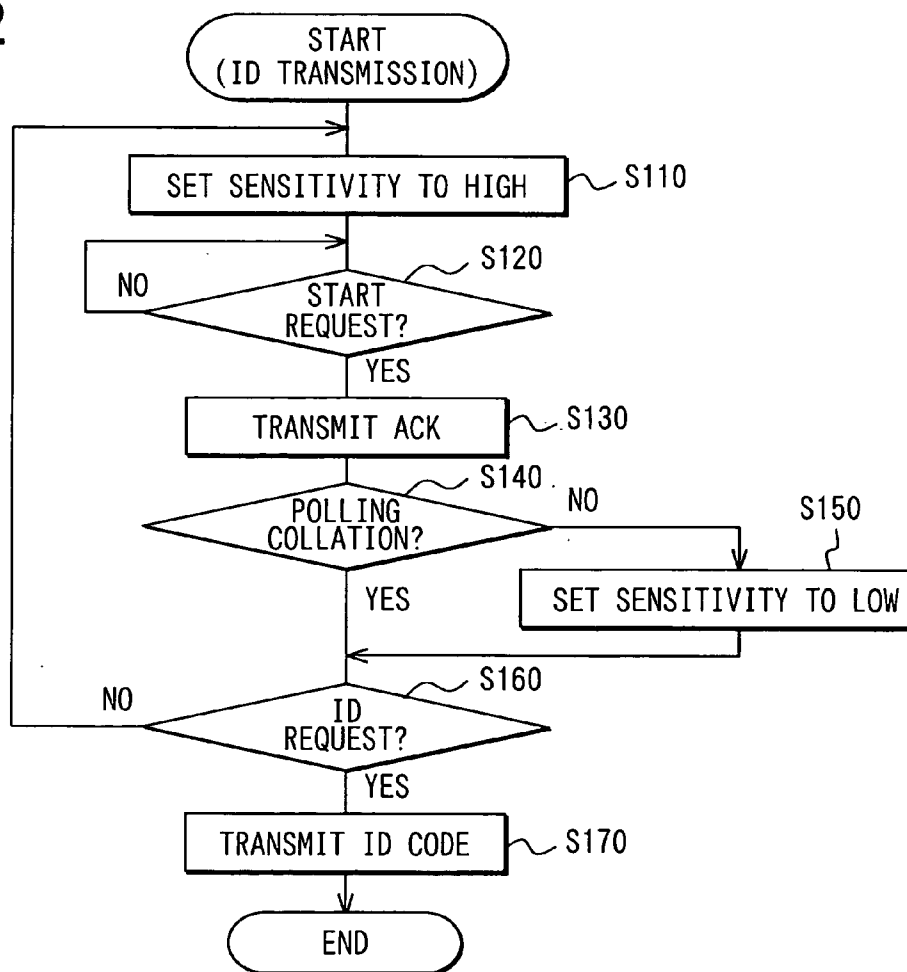 2
START
(ID TRANSMISSION)
SET SENSITIVITY TO HIGH
S110
S120
NO
START
REQUEST?
YES
TRANSMIT ACK
S130
S140
POLLING
COLLATION?
NO
S150
YES
SET SENSITIVITY TO LOW
S160
NO
ID
REQUEST?
YES
TRANSMIT ID CODE
S170
END